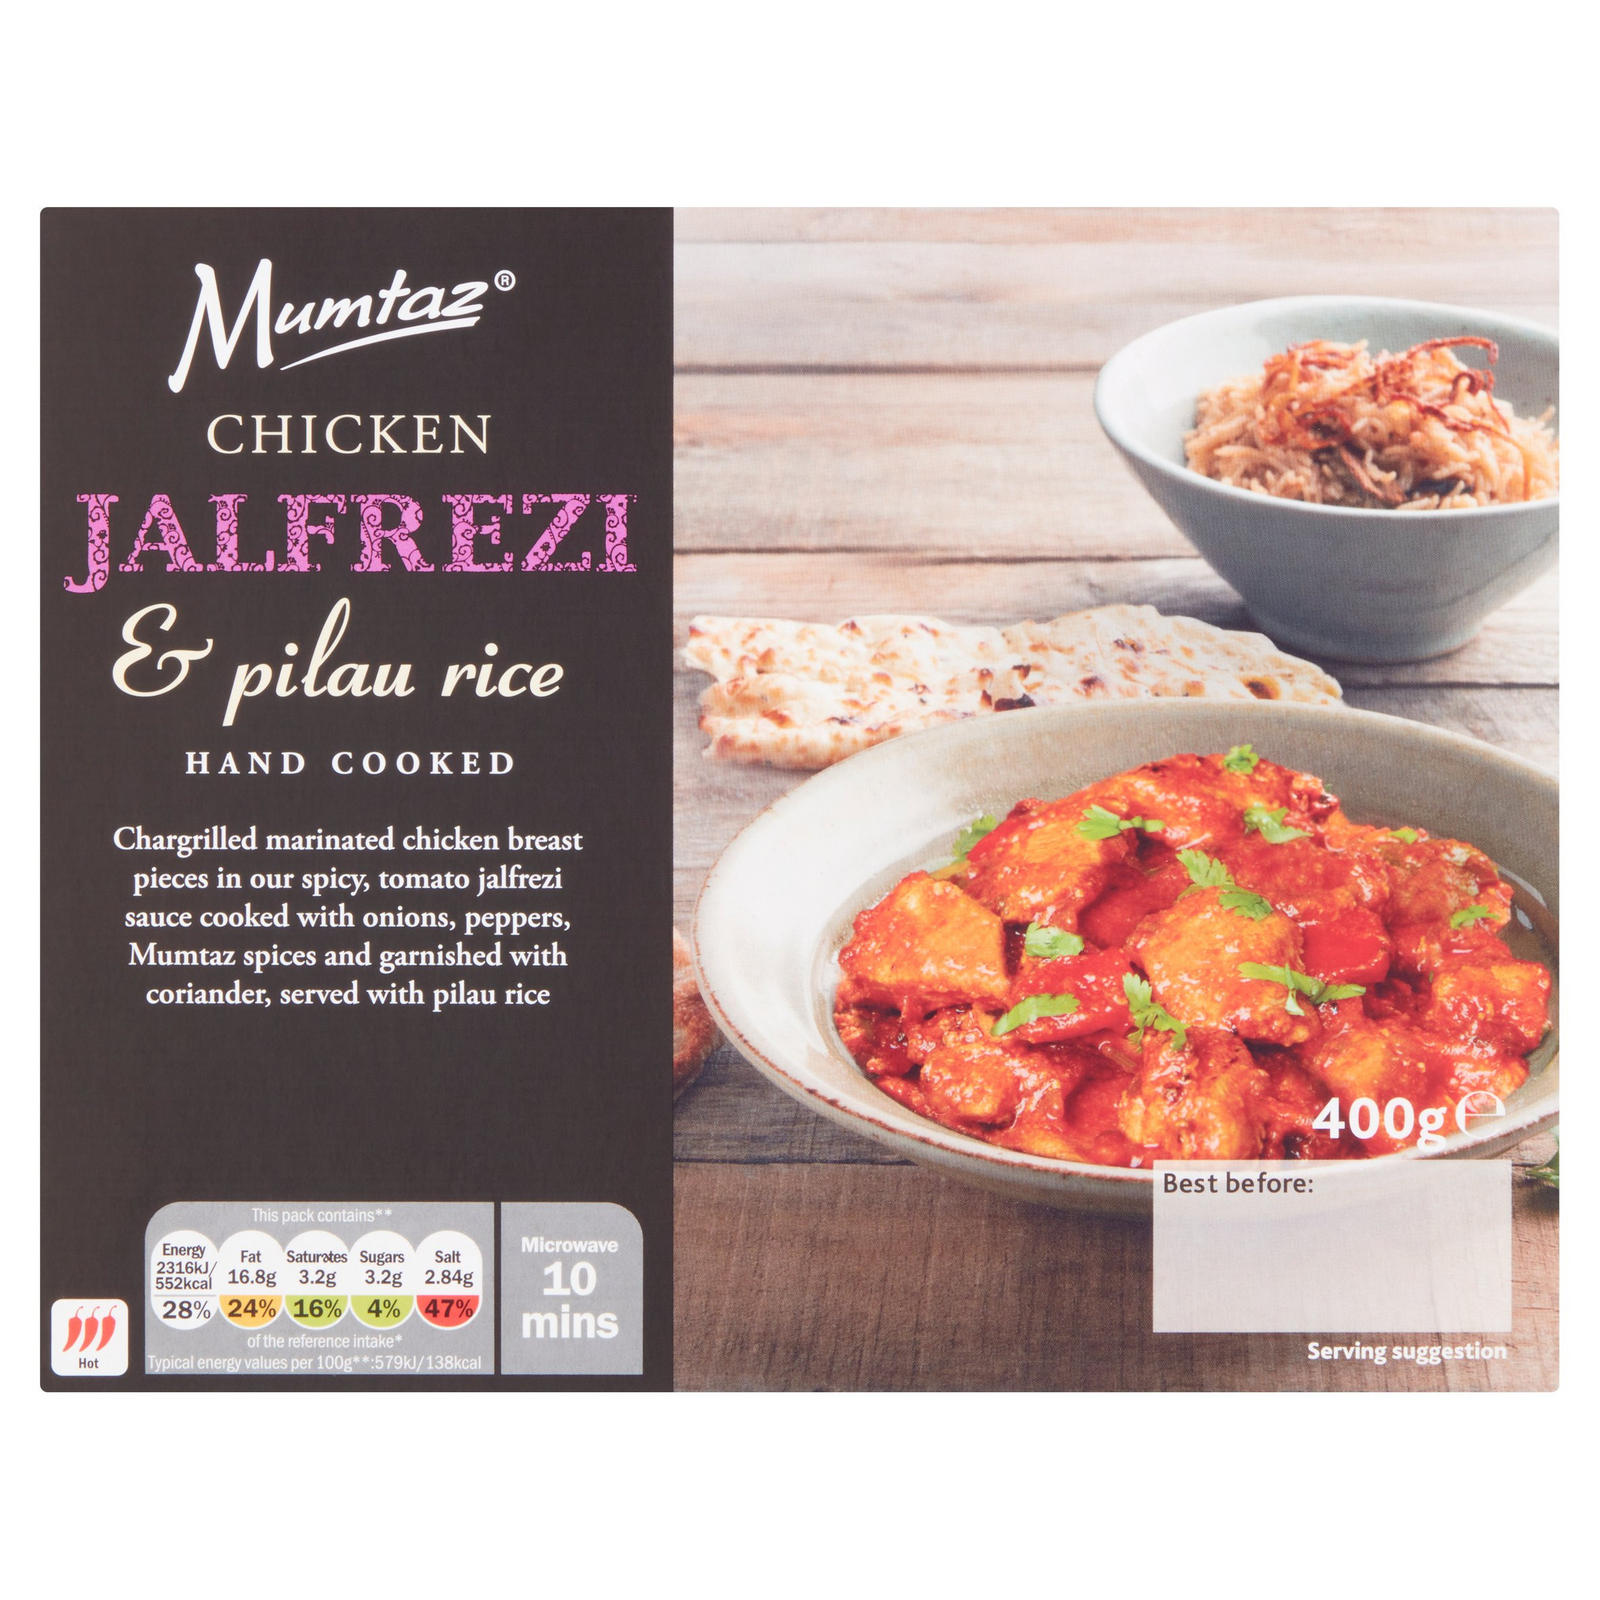 Mumtaz®
CHICKEN
JALFREZI
& pilau rice
HAND COOKED
Chargrilled marinated chicken breast
pieces in our spicy, tomato jalfrezi
sauce cooked with onions, peppers,
Mumtaz spices and garnished with
coriander, served with pilau rice
This pack contains**
Energy 2316kJ/ 552kcal 28%
Fat 16.8g 24%
Saturates 3.2g 16%
Sugars 3.2g 4%
Salt 2.84g 47%
of the reference intake*
Typical energy values per 100g**:579kJ/138kcal
Microwave
10
mins
Hot
400g ℮
Best before:
Serving suggestion